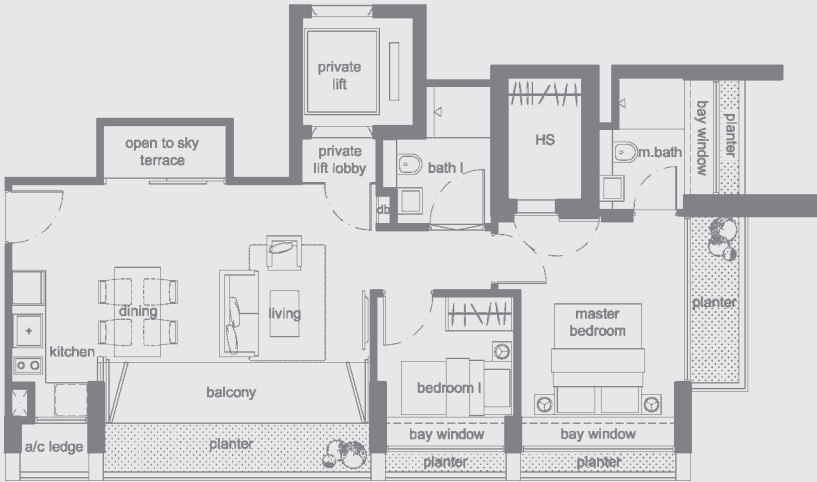 private
lift
open to sky
terrace
private
lift lobby
bath I
HS
m.bath
bay window
planter
db
planter
dining
living
kitchen
master
bedroom
balcony
bedroom I
a/c ledge
planter
bay window
bay window
planter
planter